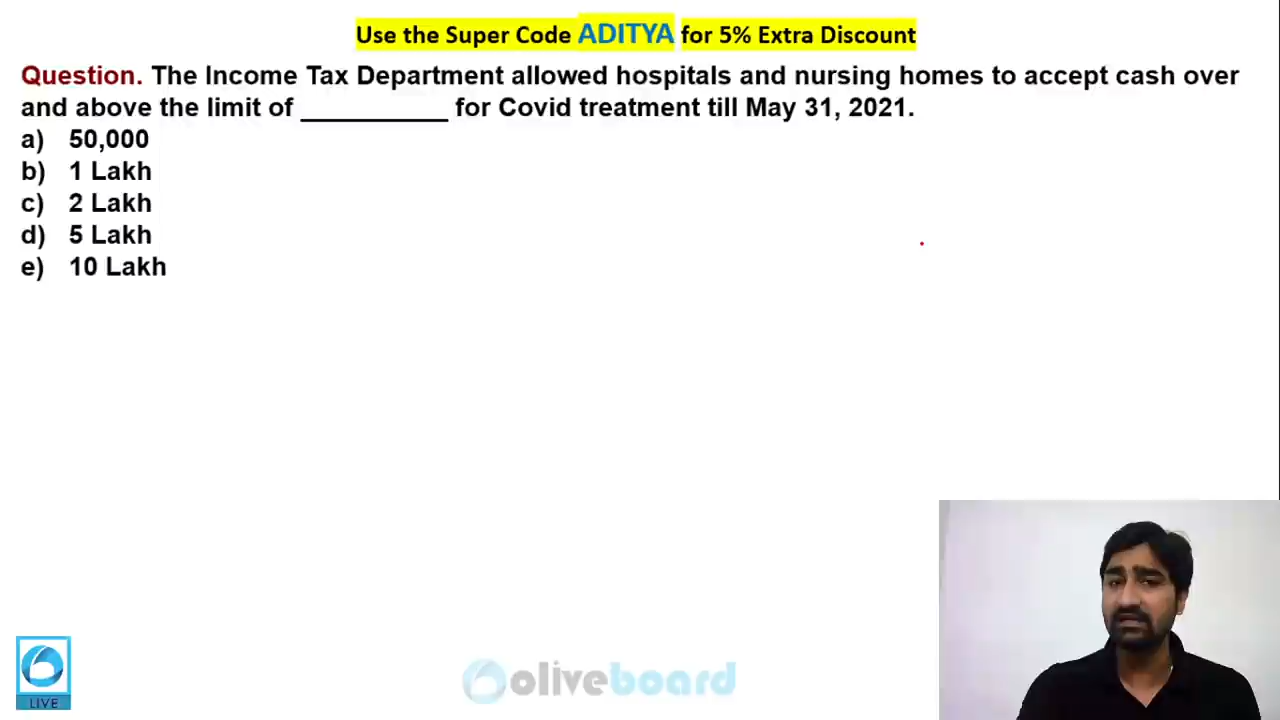 Use the Super Code ADITYA for 5% Extra Discount
Question. The Income Tax Department allowed hospitals and nursing homes to accept cash over
and above the limit of __________ for Covid treatment till May 31, 2021.
a) 50,000
b) 1 Lakh
c) 2 Lakh
d) 5 Lakh
e) 10 Lakh
LIVE
oliveboard